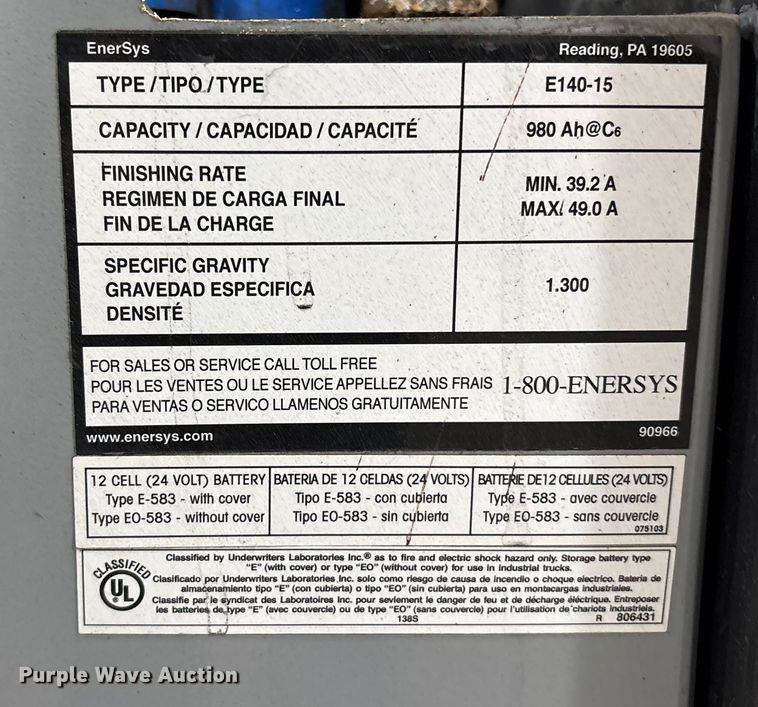 EnerSys Reading, PA 19605
TYPE / TIPO / TYPE E140-15
CAPACITY / CAPACIDAD / CAPACITÉ 980 Ah@C6
FINISHING RATE
REGIMEN DE CARGA FINAL
FIN DE LA CHARGE
MIN. 39.2 A
MAX. 49.0 A
SPECIFIC GRAVITY
GRAVEDAD ESPECIFICA
DENSITÉ
1.300
FOR SALES OR SERVICE CALL TOLL FREE
POUR LES VENTES OU LE SERVICE APPELLEZ SANS FRAIS
PARA VENTAS O SERVICO LLAMENOS GRATUITAMENTE
1-800-ENERSYS
www.enersys.com 90966
12 CELL (24 VOLT) BATTERY
Type E-583 - with cover
Type EO-583 - without cover
BATERIA DE 12 CELDAS (24 VOLTS)
Tipo E-583 - con cubierta
Tipo EO-583 - sin cubierta
BATTERIE DE 12 CELLULES (24 VOLTS)
Type E-583 - avec couvercle
Type EO-583 - sans couvercle
075103
CLASSIFIED
UL
®
Classified by Underwriters Laboratories Inc.® as to fire and electric shock hazard only. Storage battery type
"E" (with cover) or type "EO" (without cover) for use in industrial trucks.
Clasificado por Underwriters Laboratories Inc. solo como riesgo de causa de incendio o choque electrico. Bateria de
almacenamiento tipo "E" (con cubierta) o tipo "EO" (sin cubierta) para uso en montacargas industriales.
Classifie par le syndicat des Laboratoires Inc. pour sevlement le danger de feu et de décharge éléctrique. Entreposer
les batteries de type "E" (avec couvercle) ou de type "EO" (sans couvercle) pour l'utilisation de chariots industriels.
138S R 806431
Purple Wave Auction